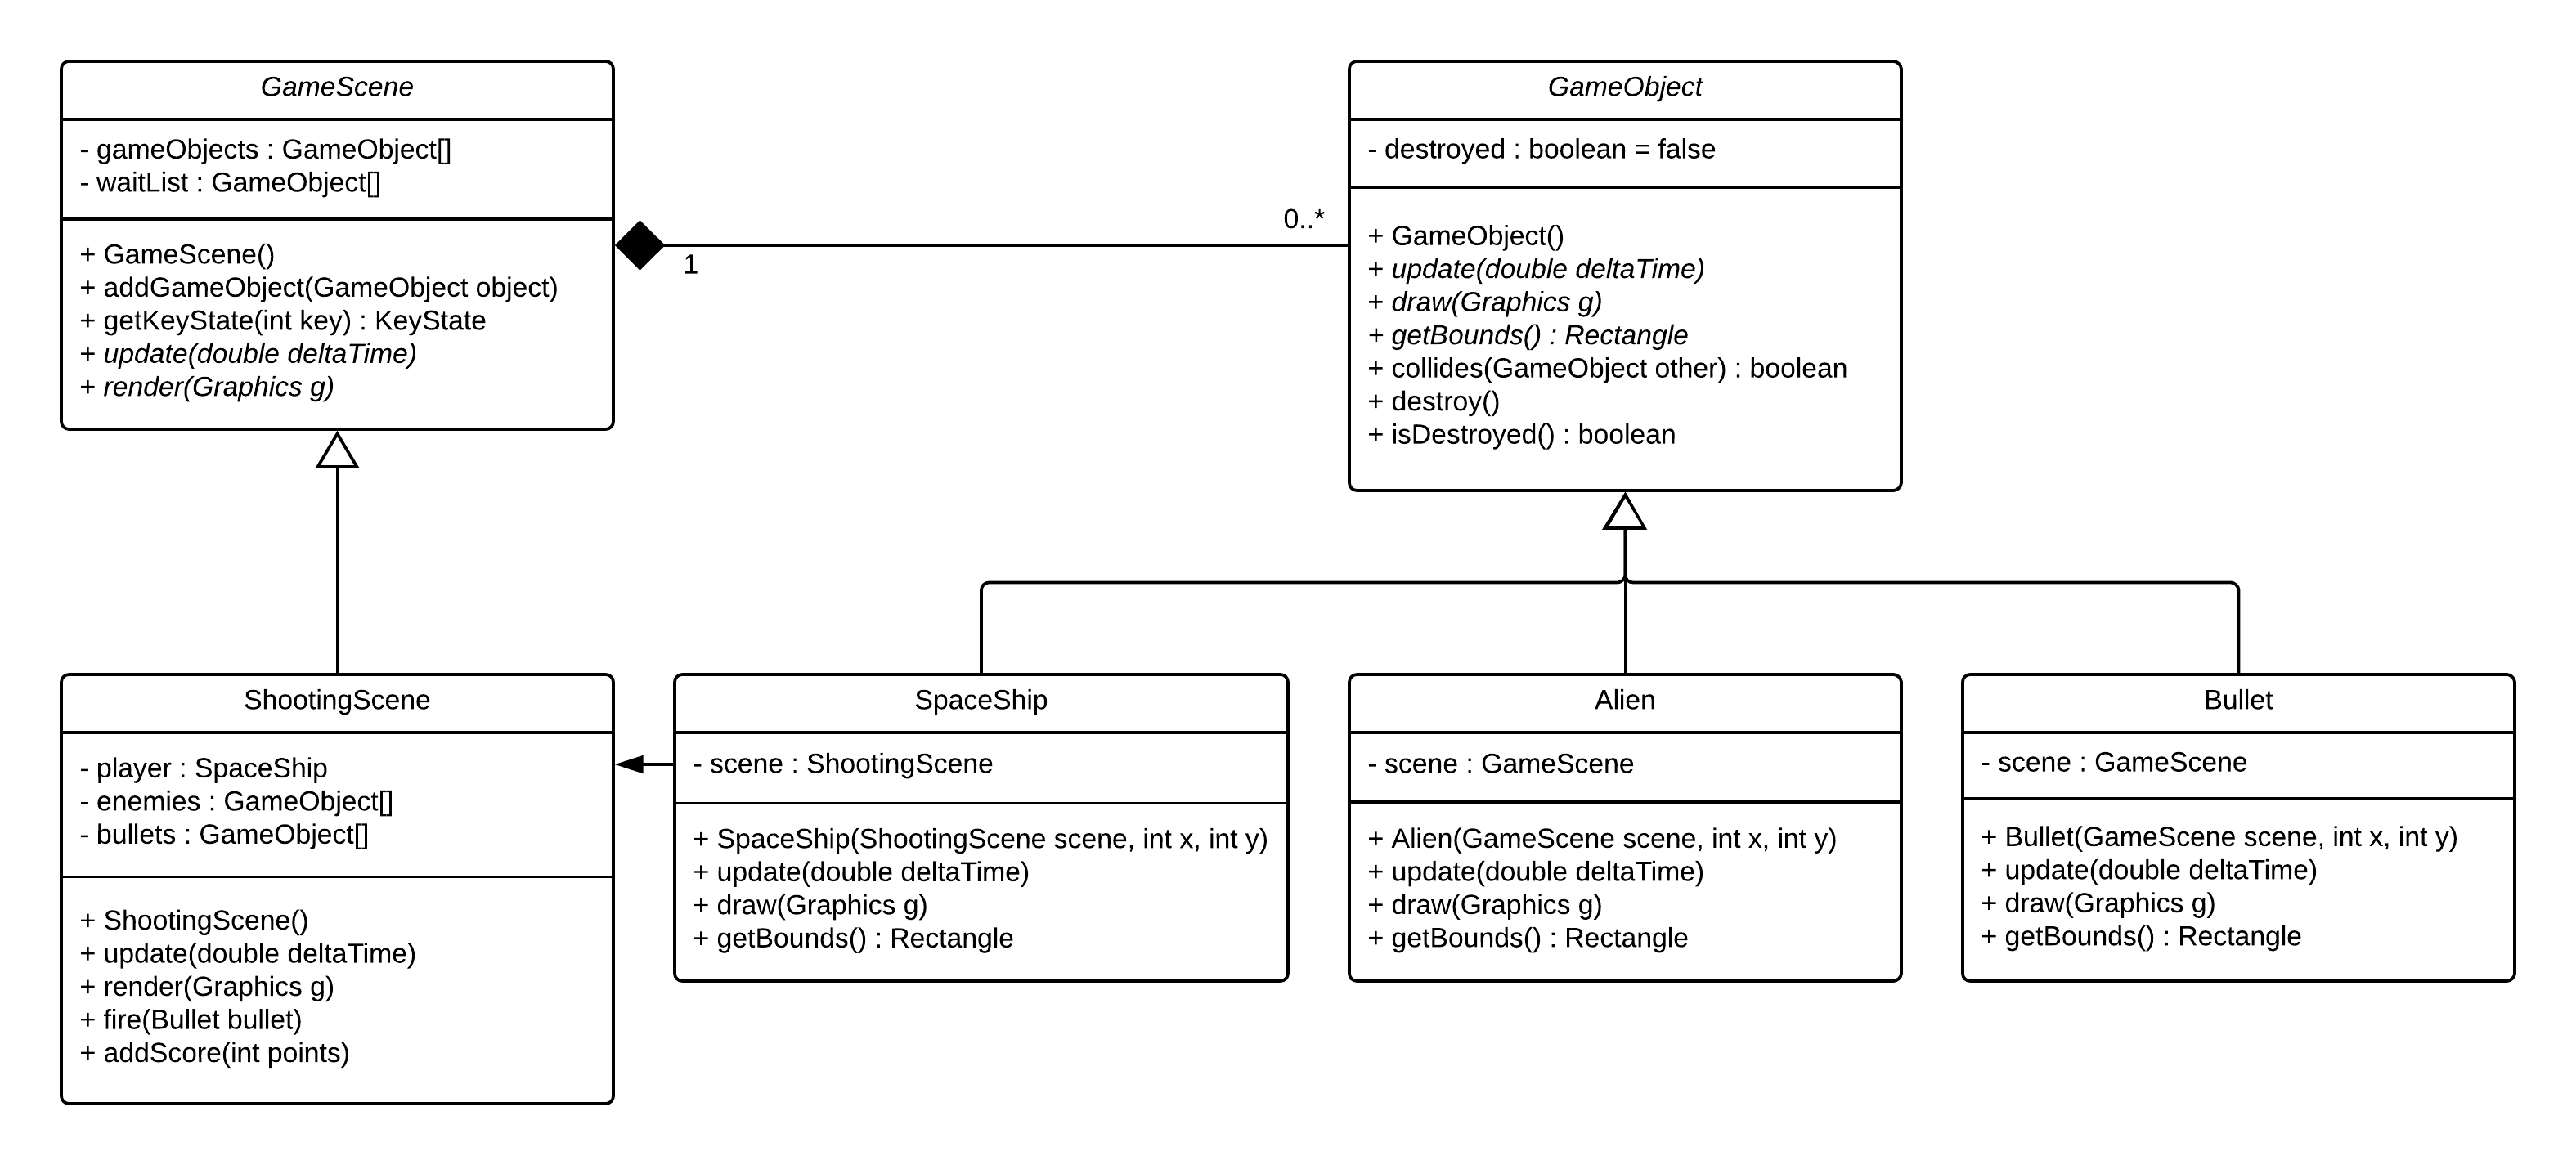 GameScene
- gameObjects : GameObject[]
- waitList : GameObject[]
+ GameScene()
+ addGameObject(GameObject object)
+ getKeyState(int key) : KeyState
+ update(double deltaTime)
+ render(Graphics g)
1
0..*
GameObject
- destroyed : boolean = false
+ GameObject()
+ update(double deltaTime)
+ draw(Graphics g)
+ getBounds() : Rectangle
+ collides(GameObject other) : boolean
+ destroy()
+ isDestroyed() : boolean
ShootingScene
- player : SpaceShip
- enemies : GameObject[]
- bullets : GameObject[]
+ ShootingScene()
+ update(double deltaTime)
+ render(Graphics g)
+ fire(Bullet bullet)
+ addScore(int points)
SpaceShip
- scene : ShootingScene
+ SpaceShip(ShootingScene scene, int x, int y)
+ update(double deltaTime)
+ draw(Graphics g)
+ getBounds() : Rectangle
Alien
- scene : GameScene
+ Alien(GameScene scene, int x, int y)
+ update(double deltaTime)
+ draw(Graphics g)
+ getBounds() : Rectangle
Bullet
- scene : GameScene
+ Bullet(GameScene scene, int x, int y)
+ update(double deltaTime)
+ draw(Graphics g)
+ getBounds() : Rectangle